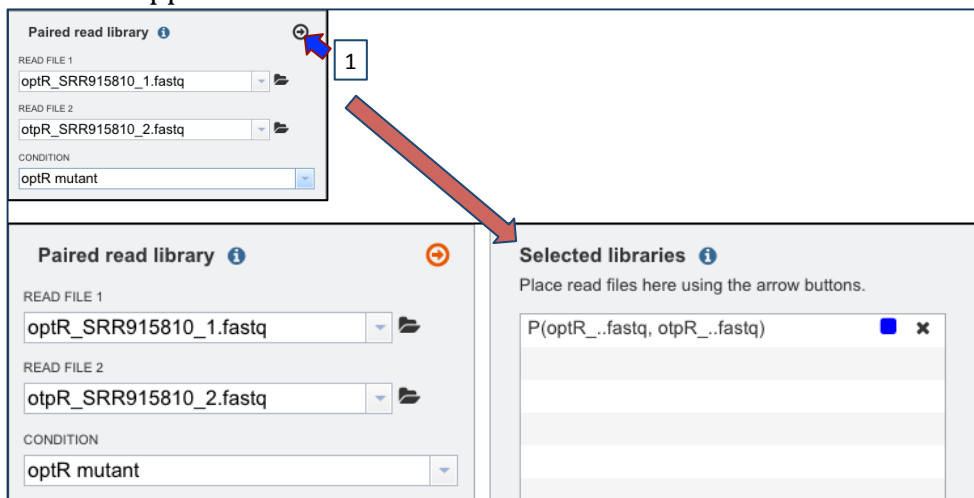 Paired read library
READ FILE 1
optR_SRR915810_1.fastq
READ FILE 2
otpR_SRR915810_2.fastq
CONDITION
optR mutant
1
Paired read library
READ FILE 1
optR_SRR915810_1.fastq
READ FILE 2
otpR_SRR915810_2.fastq
CONDITION
optR mutant
Selected libraries
Place read files here using the arrow buttons.
P(optR_..fastq, otpR_..fastq)